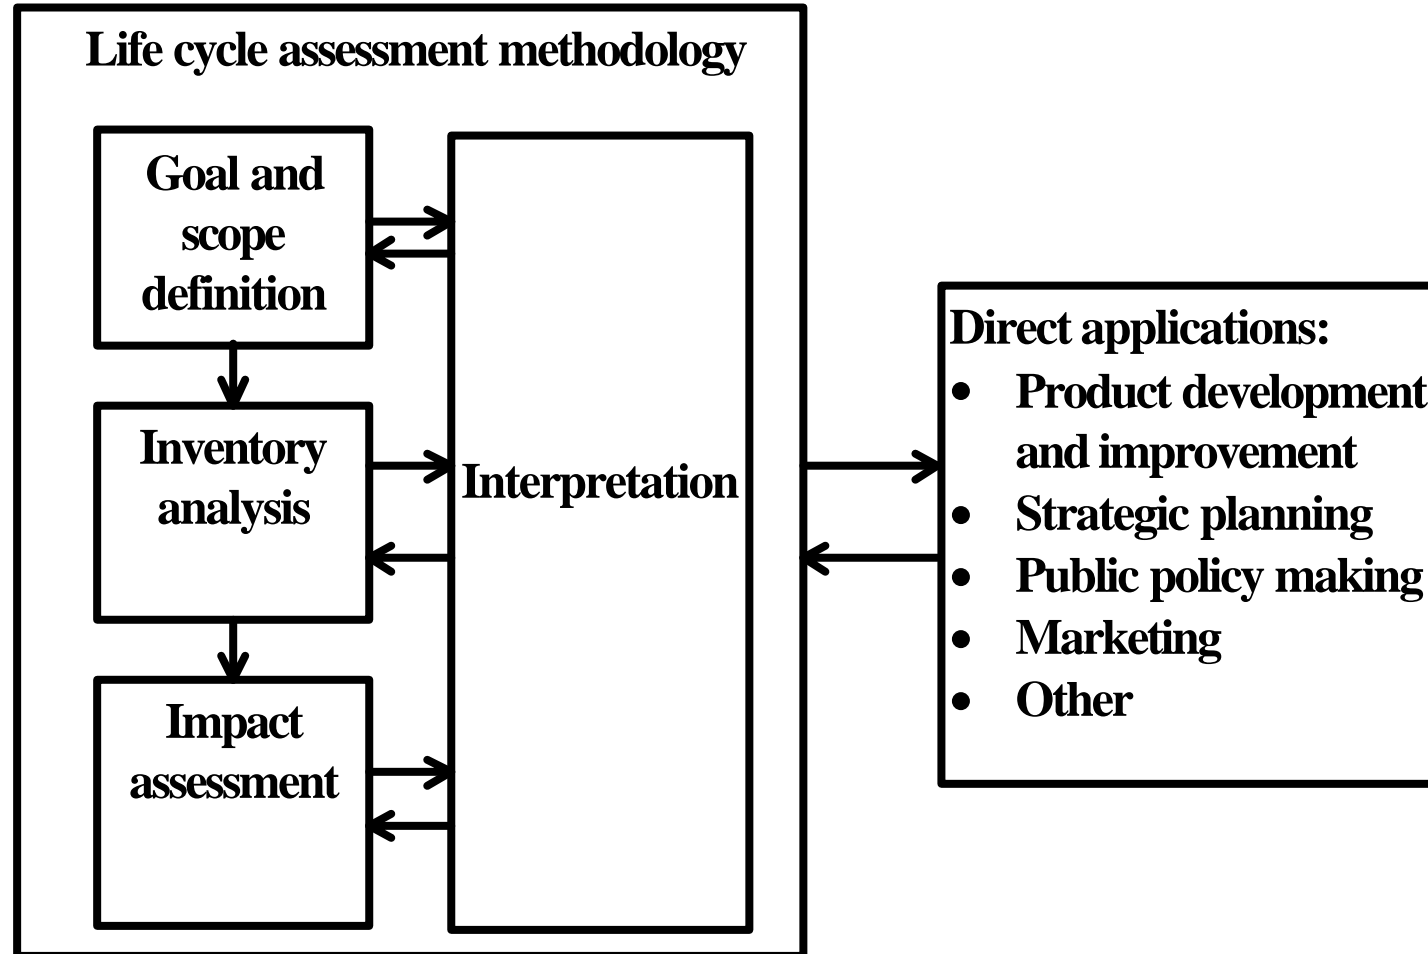 Life cycle assessment methodology
Goal and
scope
definition
Inventory
analysis
Impact
assessment
Interpretation
Direct applications:
• Product development
and improvement
• Strategic planning
• Public policy making
• Marketing
• Other